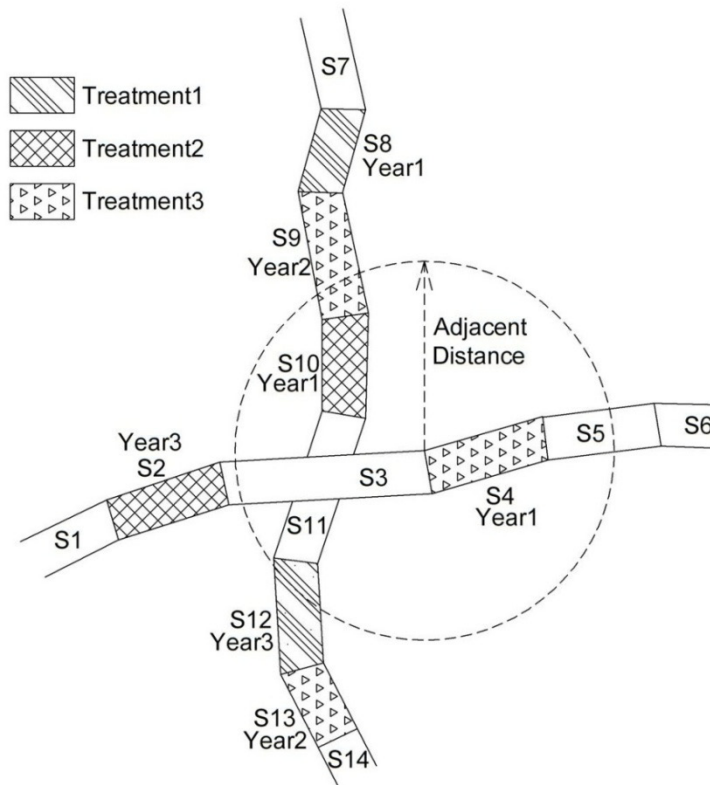 S7
Treatment1
S8
Year1
Treatment2
Treatment3
S9
Year2
Adjacent
Distance
S10
Year1
S6
S5
Year3
S2
S3
S4
Year1
S11
S1
S12
Year3
S13
Year2
S14